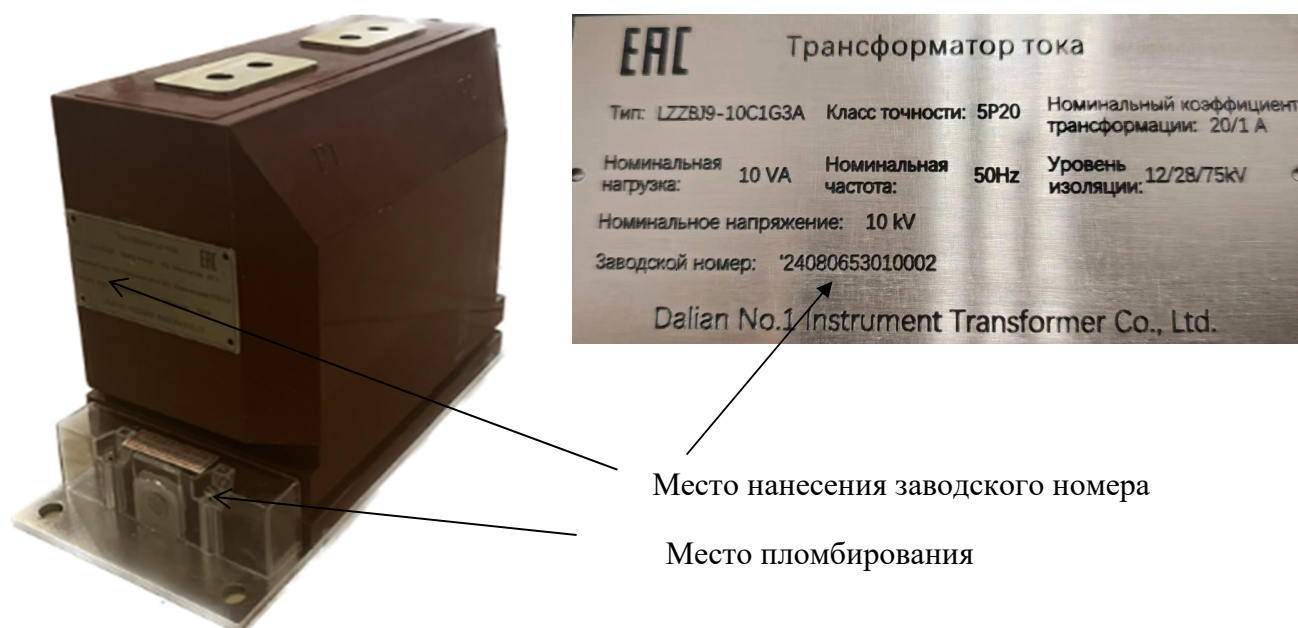 EAC Трансформатор тока
Тип: LZZBJ9-10C1G3A Класс точности: 5P20 Номинальный коэффициент
трансформации: 20/1 А
Номинальная нагрузка: 10 VA Номинальная частота: 50Hz Уровень изоляции: 12/28/75kV
Номинальное напряжение: 10 kV
Заводской номер: '24080653010002
Dalian No.1 Instrument Transformer Co., Ltd.
EAC
Место нанесения заводского номера
Место пломбирования